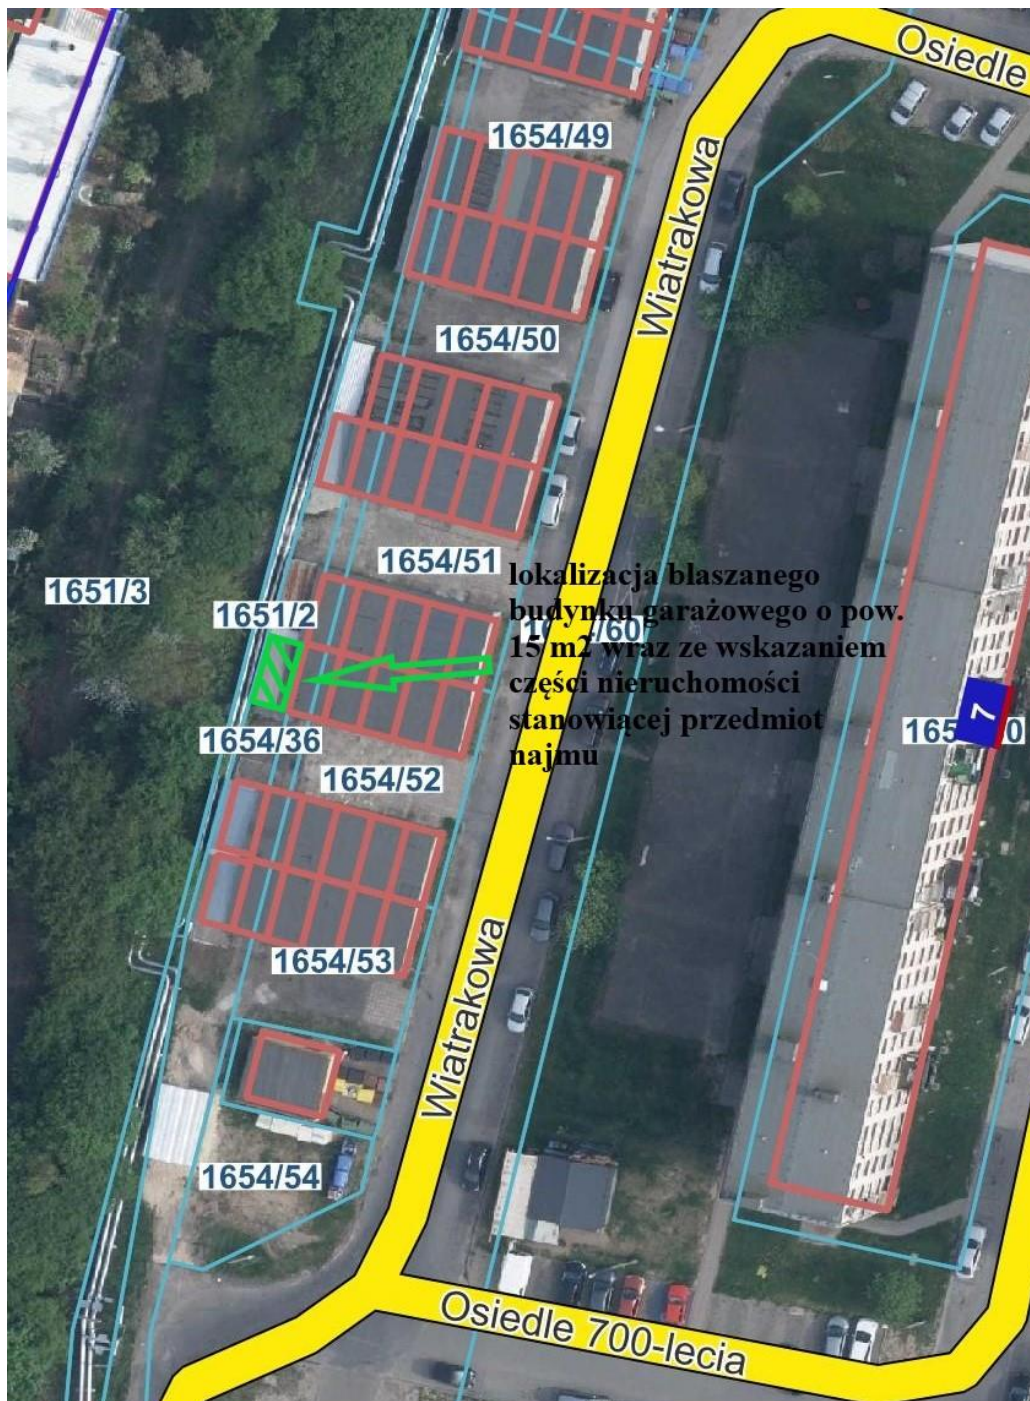 Osiedle
1654/49
Wiatrakowa
1654/50
1654/51
lokalizacja blaszanego
budynku garażowego o pow.
15 m2 wraz ze wskazaniem
części nieruchomości
stanowiącej przedmiot
najmu
1651/3
1651/2
1654/36
1654/52
7
1654/53
Wiatrakowa
1654/54
Osiedle 700-lecia